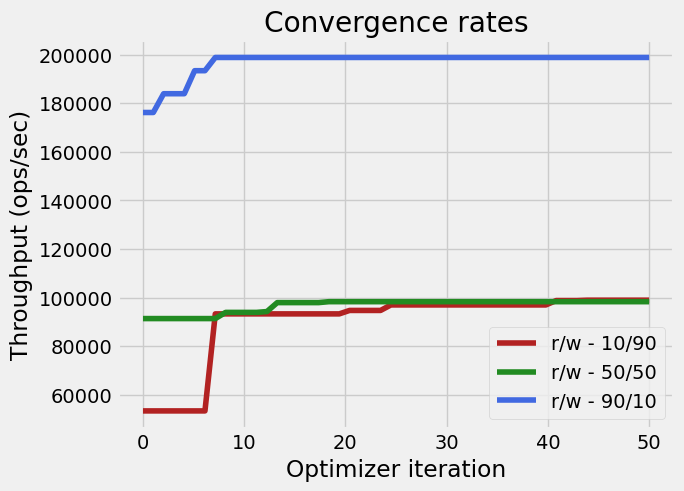 Convergence rates
Throughput (ops/sec)
200000
180000
160000
140000
120000
100000
80000
60000
r/w - 10/90
r/w - 50/50
r/w - 90/10
0 10 20 30 40 50
Optimizer iteration